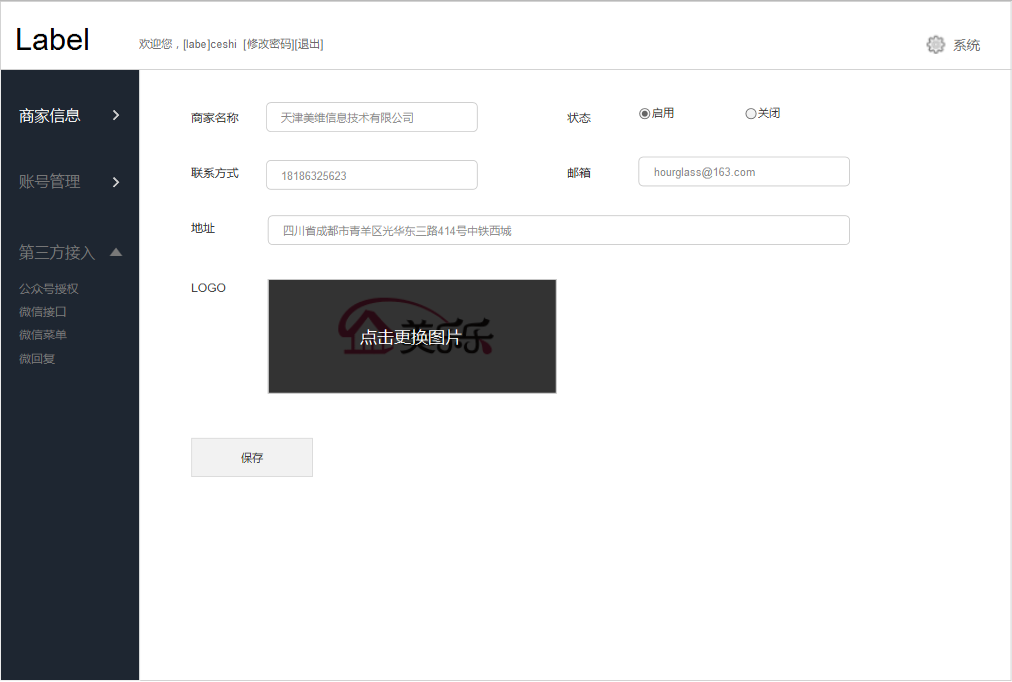 Label
欢迎您，[labe]ceshi  [修改密码][退出]
系统
商家信息
账号管理
第三方接入
公众号授权
微信接口
微信菜单
微回复
商家名称
天津美维信息技术有限公司
状态
启用
关闭
联系方式
18186325623
邮箱
hourglass@163.com
地址
四川省成都市青羊区光华东三路414号中铁西城
LOGO
美乐乐
点击更换图片
保存